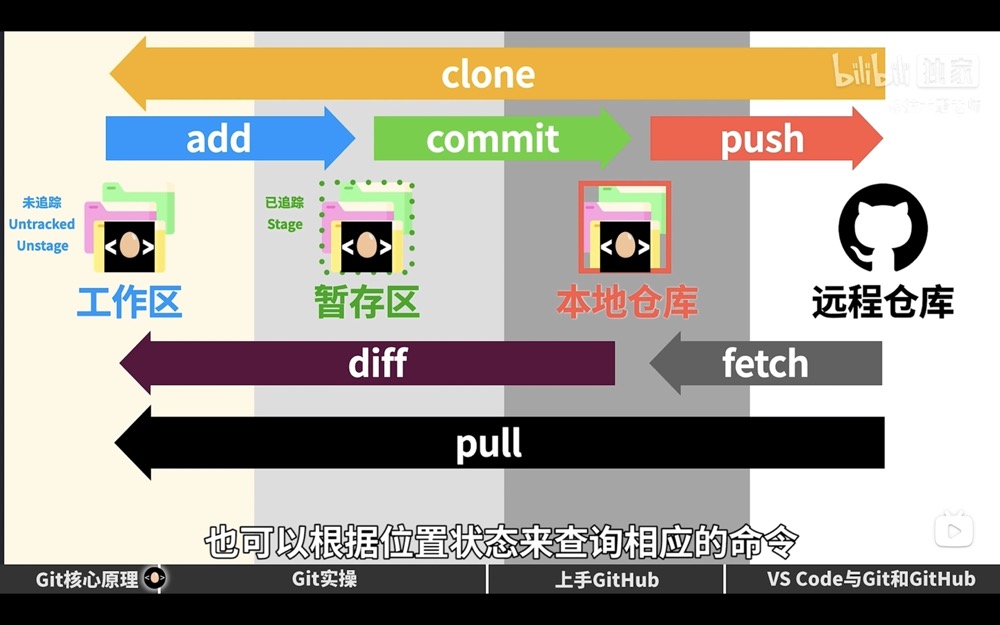 clone
bilibili 独家
add
commit
push
未追踪
Untracked
Unstage
已追踪
Stage
工作区
暂存区
本地仓库
远程仓库
diff
fetch
pull
也可以根据位置状态来查询相应的命令
Git核心原理
Git实操
上手GitHub
VS Code与Git和GitHub